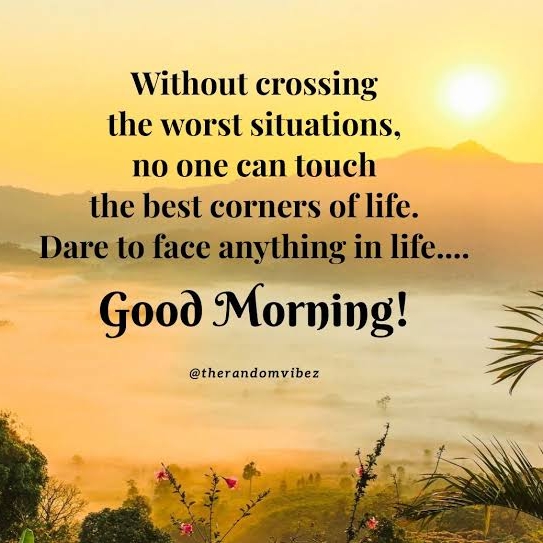 Without crossing
the worst situations,
no one can touch
the best corners of life.
Dare to face anything in life....
Good Morning!
@therandomvibez